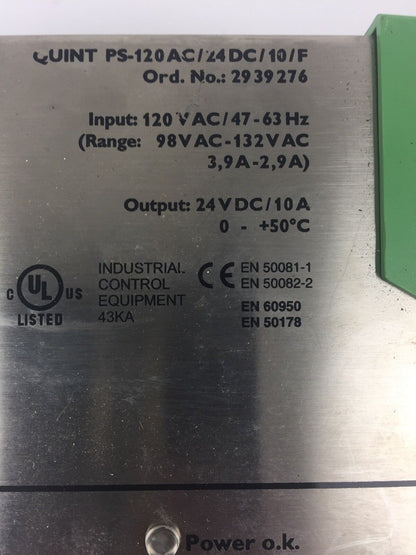 QUINT PS-120AC/24DC/10/F
Ord. No.: 2939276
Input: 120 VAC/47-63Hz
(Range: 98VAC-132VAC
3,9A-2,9A)
Output: 24VDC/10A
0 - +50°C
C UL US
LISTED
INDUSTRIAL
CONTROL
EQUIPMENT
43KA
CE
EN 50081-1
EN 50082-2
EN 60950
EN 50178
Power o.k.